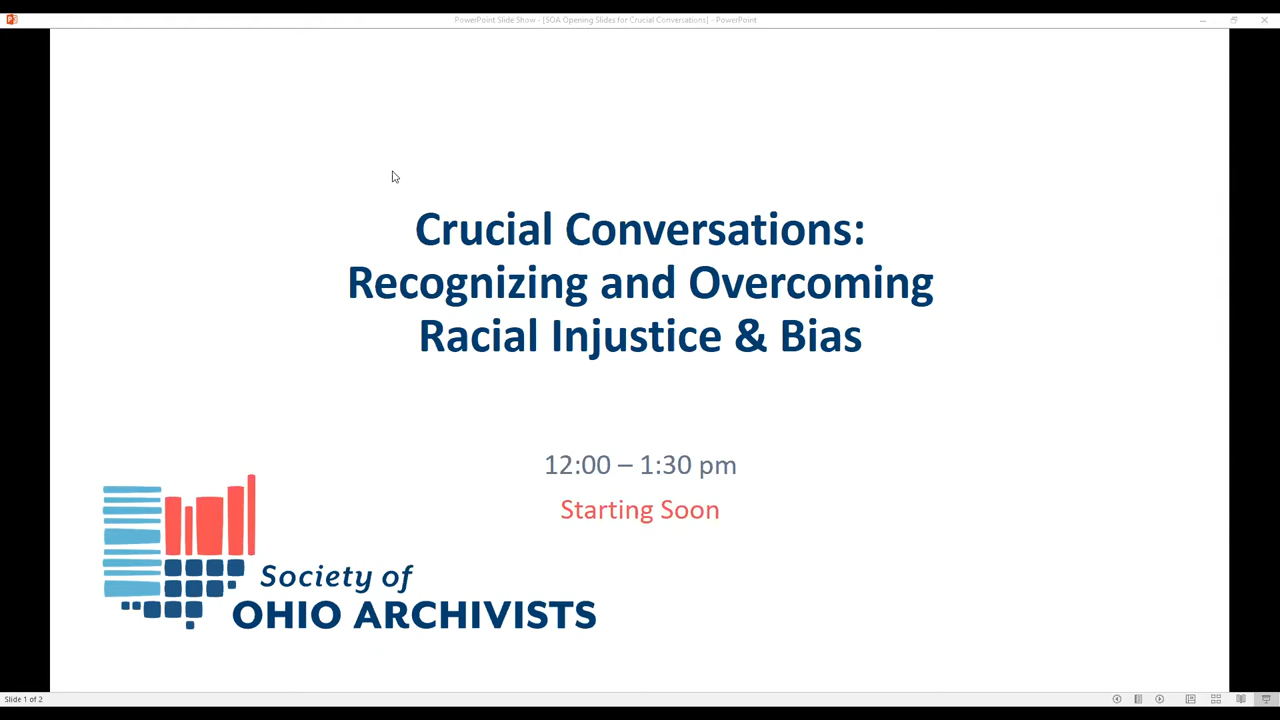 PowerPoint Slide Show - [SOA Opening Slides for Crucial Conversations] - PowerPoint
Crucial Conversations:
Recognizing and Overcoming
Racial Injustice & Bias
12:00 – 1:30 pm
Starting Soon
Society of
OHIO ARCHIVISTS
Slide 1 of 2